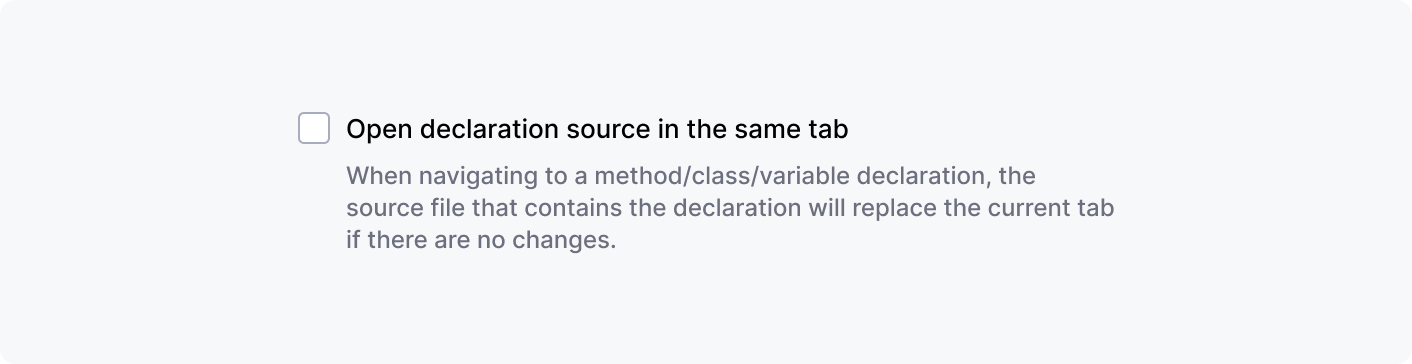 Open declaration source in the same tab
When navigating to a method/class/variable declaration, the
source file that contains the declaration will replace the current tab
if there are no changes.